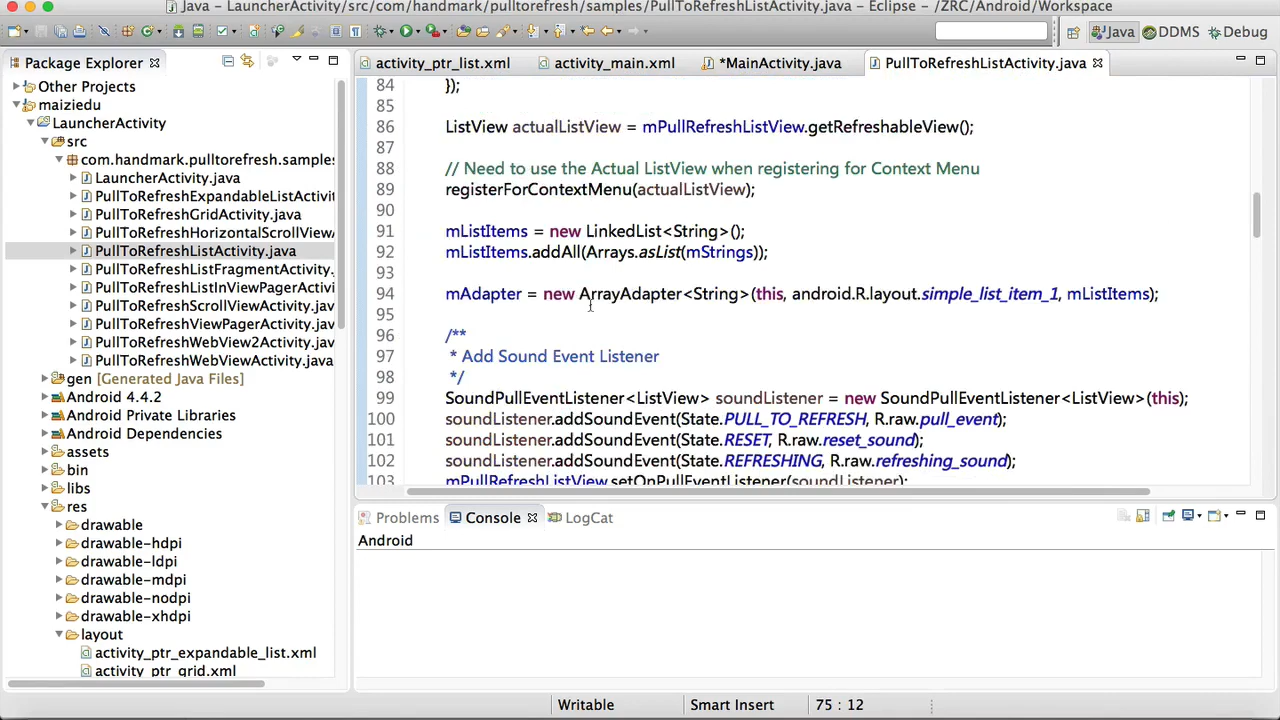 Java - LauncherActivity/src/com/handmark/pulltorefresh/samples/PullToRefreshListActivity.java - Eclipse - /ZRC/Android/Workspace
Java DDMS Debug
Package Explorer
activity_ptr_list.xml activity_main.xml *MainActivity.java PullToRefreshListActivity.java
Other Projects
maiziedu
LauncherActivity
src
com.handmark.pulltorefresh.samples
LauncherActivity.java
PullToRefreshExpandableListActivit
PullToRefreshGridActivity.java
PullToRefreshHorizontalScrollView
PullToRefreshListActivity.java
PullToRefreshListFragmentActivity.
PullToRefreshListInViewPagerActivi
PullToRefreshScrollViewActivity.jav
PullToRefreshViewPagerActivity.jav
PullToRefreshWebView2Activity.jav
PullToRefreshWebViewActivity.java
gen [Generated Java Files]
Android 4.4.2
Android Private Libraries
Android Dependencies
assets
bin
libs
res
drawable
drawable-hdpi
drawable-ldpi
drawable-mdpi
drawable-nodpi
drawable-xhdpi
layout
activity_ptr_expandable_list.xml
activity_ptr_grid.xml
84 });
85
86 ListView actualListView = mPullRefreshListView.getRefreshableView();
87
88 // Need to use the Actual ListView when registering for Context Menu
89 registerForContextMenu(actualListView);
90
91 mListItems = new LinkedList<String>();
92 mListItems.addAll(Arrays.asList(mStrings));
93
94 mAdapter = new ArrayAdapter<String>(this, android.R.layout.simple_list_item_1, mListItems);
95
96 /**
97 * Add Sound Event Listener
98 */
99 SoundPullEventListener<ListView> soundListener = new SoundPullEventListener<ListView>(this);
100 soundListener.addSoundEvent(State.PULL_TO_REFRESH, R.raw.pull_event);
101 soundListener.addSoundEvent(State.RESET, R.raw.reset_sound);
102 soundListener.addSoundEvent(State.REFRESHING, R.raw.refreshing_sound);
103 mPullRefreshListView.setOnPullEventListener(soundListener);
Problems Console LogCat
Android
Writable Smart Insert 75 : 12